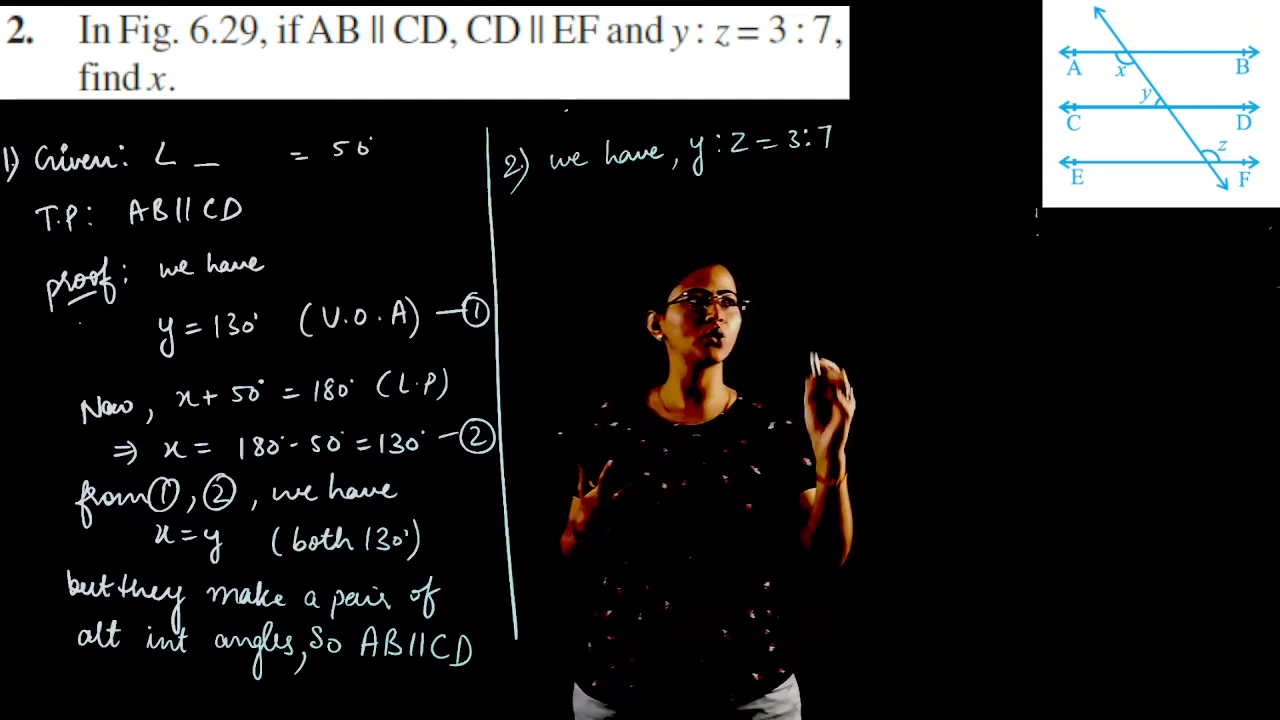 2. In Fig. 6.29, if AB || CD, CD || EF and y : z = 3 : 7,
find x.
A
x
B
y
C
D
z
E
F
1) Given: ∠ _ = 50°
T.P: AB || CD
proof: we have
y = 130° (V.O.A) — ①
Now, x + 50° = 180° (L.P)
⇒ x = 180° - 50° = 130° — ②
from ①, ②, we have
x = y (both 130°)
but they make a pair of
alt int angles, So AB || CD
2) we have, y : z = 3 : 7